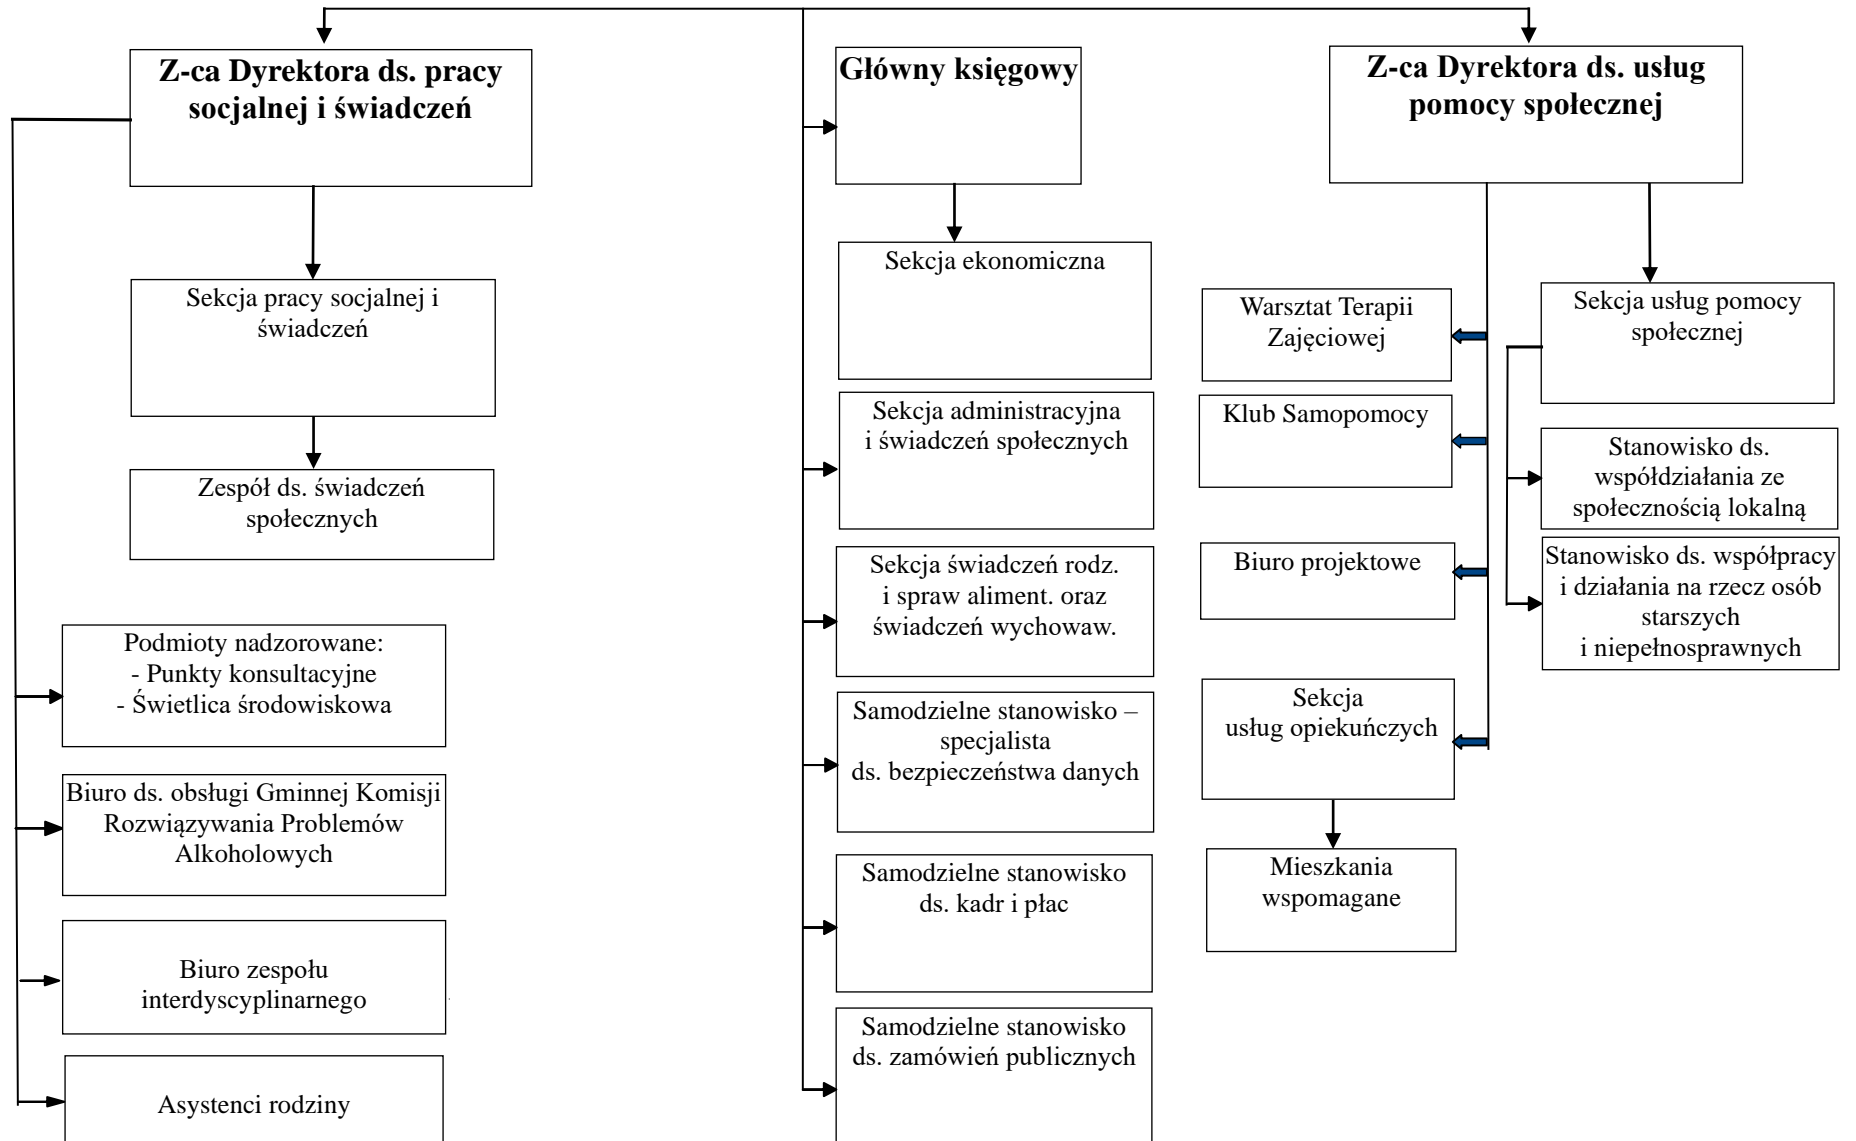 Z-ca Dyrektora ds. pracy
socjalnej i świadczeń
Sekcja pracy socjalnej i
świadczeń
Zespół ds. świadczeń
społecznych
Podmioty nadzorowane:
- Punkty konsultacyjne
- Świetlica środowiskowa
Biuro ds. obsługi Gminnej Komisji
Rozwiązywania Problemów
Alkoholowych
Biuro zespołu
interdyscyplinarnego
Asystenci rodziny
Główny księgowy
Sekcja ekonomiczna
Sekcja administracyjna
i świadczeń społecznych
Sekcja świadczeń rodz.
i spraw aliment. oraz
świadczeń wychowaw.
Samodzielne stanowisko –
specjalista
ds. bezpieczeństwa danych
Samodzielne stanowisko
ds. kadr i płac
Samodzielne stanowisko
ds. zamówień publicznych
Z-ca Dyrektora ds. usług
pomocy społecznej
Warsztat Terapii
Zajęciowej
Klub Samopomocy
Biuro projektowe
Sekcja
usług opiekuńczych
Mieszkania
wspomagane
Sekcja usług pomocy
społecznej
Stanowisko ds.
współdziałania ze
społecznością lokalną
Stanowisko ds. współpracy
i działania na rzecz osób
starszych
i niepełnosprawnych